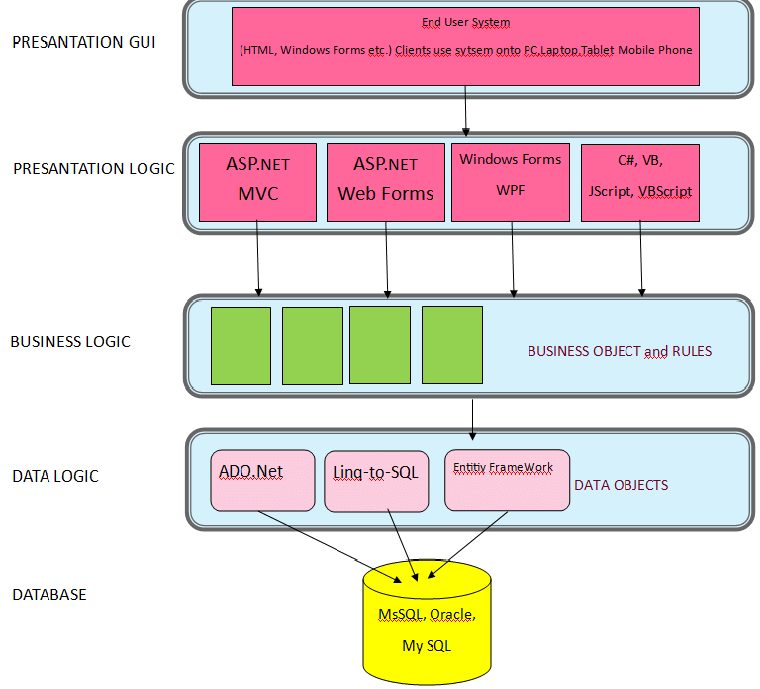 PRESANTATION GUI
End User System
(HTML, Windows Forms etc.) Clients use sytsem onto PC,Laptop,Tablet Mobile Phone
PRESANTATION LOGIC
ASP.NET
MVC
ASP.NET
Web Forms
Windows Forms
WPF
C#, VB,
JScript, VBScript
BUSINESS LOGIC
BUSINESS OBJECT and RULES
DATA LOGIC
ADO.Net
Linq-to-SQL
Entitiy FrameWork
DATA OBJECTS
DATABASE
MsSQL, Oracle,
My SQL